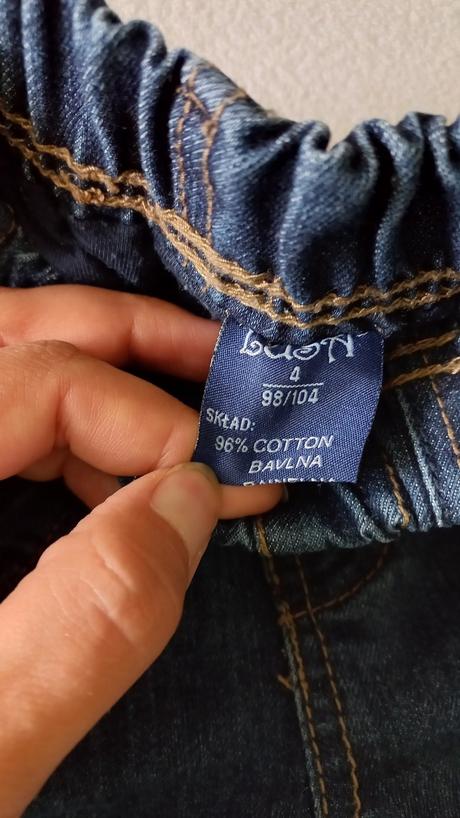 4
98/104
SKŁAD:
96% COTTON
BAVLNA